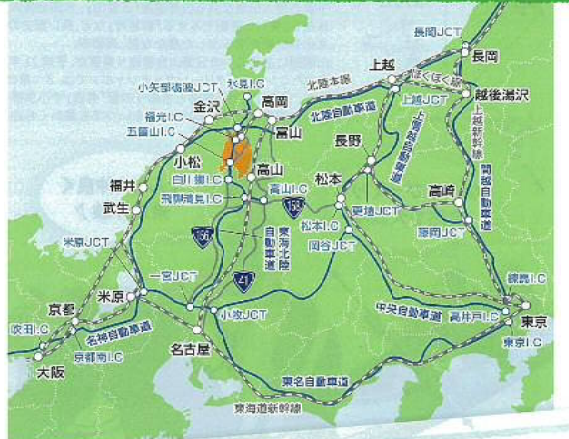 長岡JCT
長岡
上越
ほくほく線
北陸本線
小矢部砺波JCT
氷見I.C
上越JCT
越後湯沢
金沢
高岡
北陸自動車道
福光I.C
富山
上信越自動車道
上越新幹線
五箇山I.C
長野
関越自動車道
小松
高山
福井
白川郷I.C
高山I.C
松本
高崎
武生
飛騨清見I.C
158
松本I.C
更埴JCT
藤岡JCT
156
東海北陸自動車道
岡谷JCT
米原JCT
一宮JCT
41
練馬I.C
京都
米原
小牧JCT
中央自動車道
高井戸I.C
東京
吹田I.C
名神自動車道
名古屋
東京I.C
京都南I.C
大阪
東名自動車道
東海道新幹線